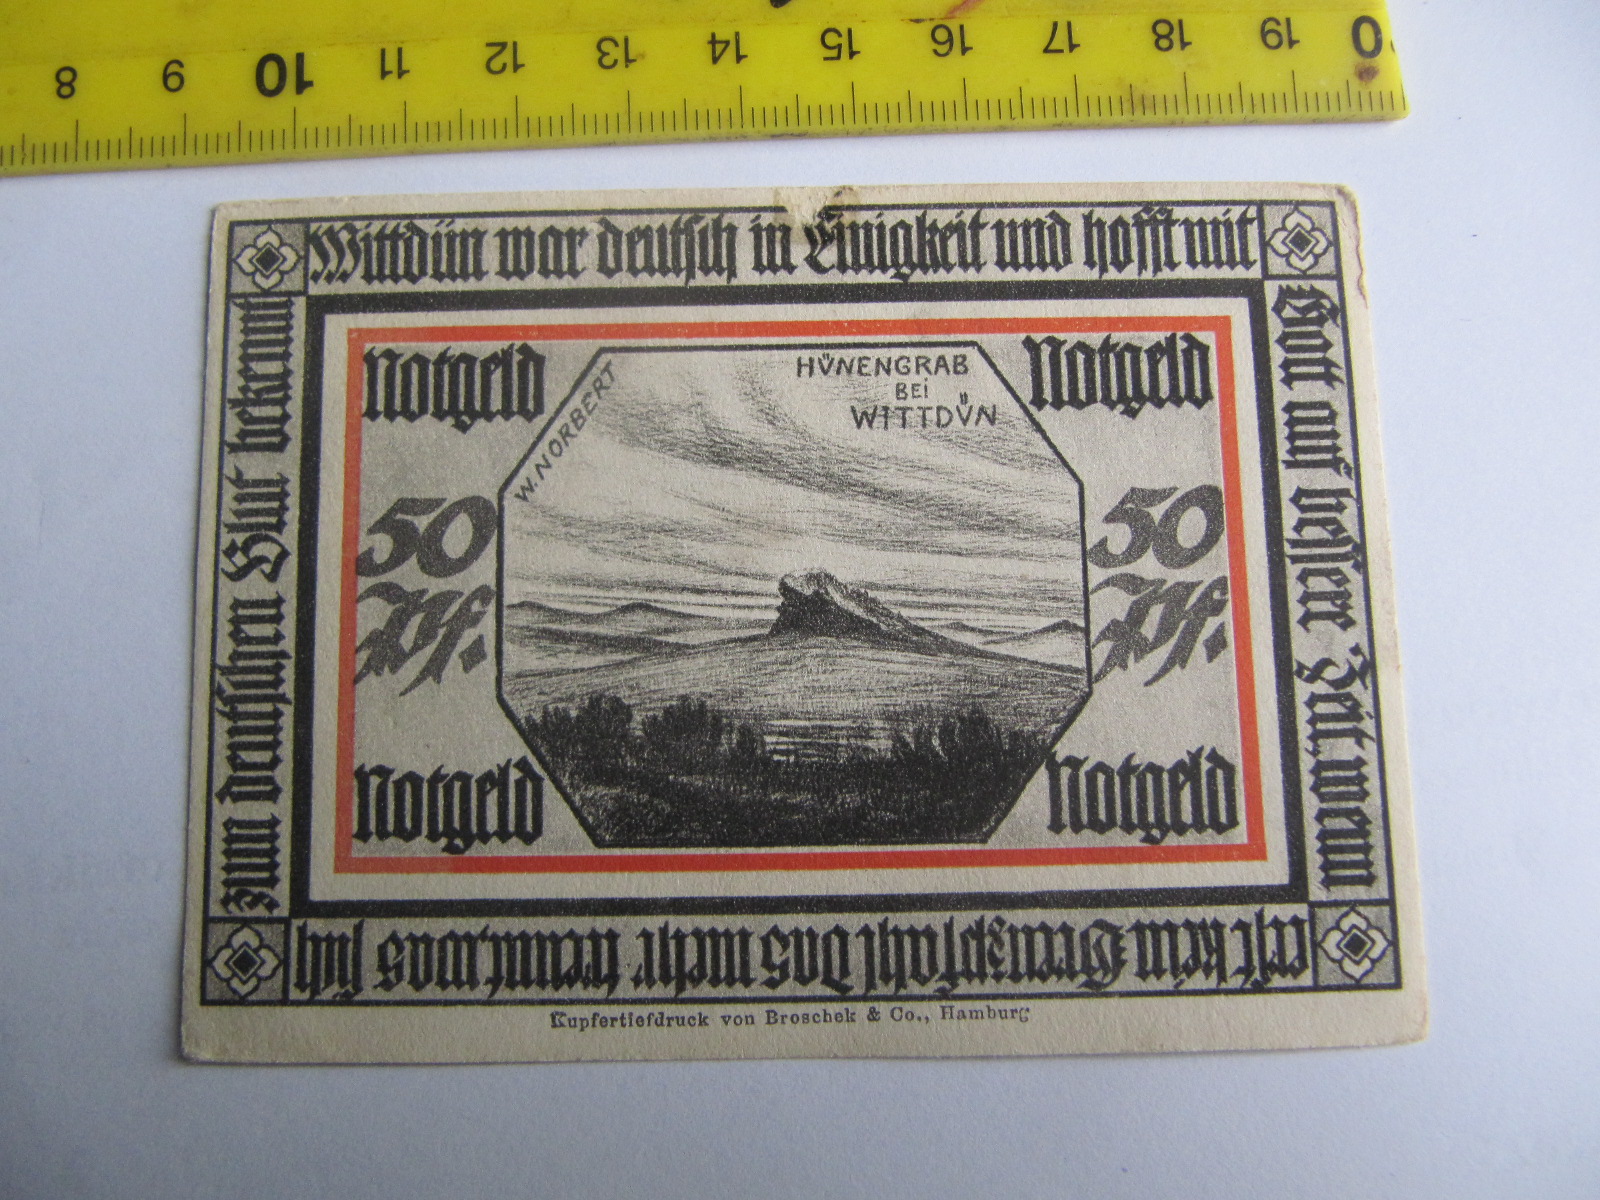 8 9 10 11 12 13 14 15 16 17 18 19 0
Wittdün war deutsch in Einigkeit und hofft mit
Gott auf bessere Zeit, wenn
erst kein Grenzpfahl das mehr trennt, was sich
zum deutschen Blut bekennt
Notgeld
Notgeld
W. NORBERT
HÜNENGRAB
BEI
WITTDÜN
50
Pf.
50
Pf.
Notgeld
Notgeld
Kupfertiefdruck von Broschek & Co., Hamburg